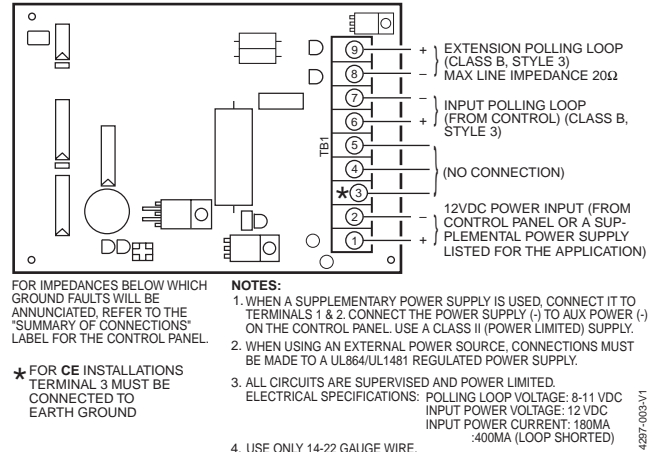 9 + EXTENSION POLLING LOOP
(CLASS B, STYLE 3)
8 – MAX LINE IMPEDANCE 20Ω
7 –
INPUT POLLING LOOP
(FROM CONTROL) (CLASS B,
6 +
STYLE 3)
TB1
5
4 (NO CONNECTION)
*3
12VDC POWER INPUT (FROM
2 – CONTROL PANEL OR A SUP-
PLEMENTAL POWER SUPPLY
1 + LISTED FOR THE APPLICATION)
FOR IMPEDANCES BELOW WHICH
GROUND FAULTS WILL BE
ANNUNCIATED, REFER TO THE
"SUMMARY OF CONNECTIONS"
LABEL FOR THE CONTROL PANEL.
* FOR CE INSTALLATIONS
TERMINAL 3 MUST BE
CONNECTED TO
EARTH GROUND
NOTES:
1. WHEN A SUPPLEMENTARY POWER SUPPLY IS USED, CONNECT IT TO
TERMINALS 1 & 2. CONNECT THE POWER SUPPLY (-) TO AUX POWER (-)
ON THE CONTROL PANEL. USE A CLASS II (POWER LIMITED) SUPPLY.
2. WHEN USING AN EXTERNAL POWER SOURCE, CONNECTIONS MUST
BE MADE TO A UL864/UL1481 REGULATED POWER SUPPLY.
3. ALL CIRCUITS ARE SUPERVISED AND POWER LIMITED.
ELECTRICAL SPECIFICATIONS: POLLING LOOP VOLTAGE: 8-11 VDC
INPUT POWER VOLTAGE: 12 VDC
INPUT POWER CURRENT: 180MA
:400MA (LOOP SHORTED)
4. USE ONLY 14-22 GAUGE WIRE.
4297-003-V1